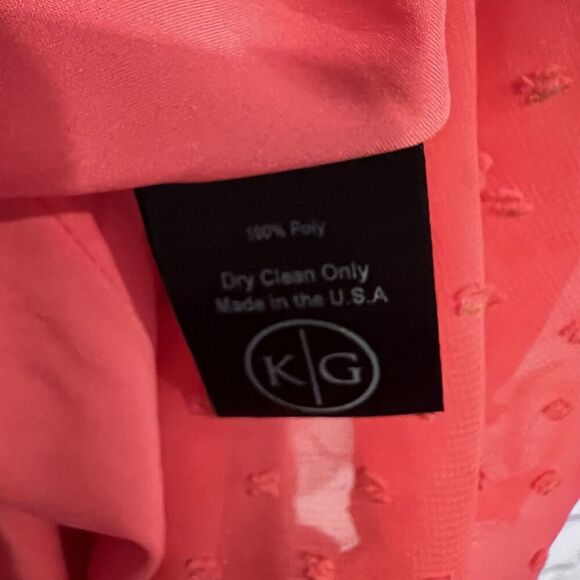 100% Poly
Dry Clean Only
Made in the U.S.A
K|G